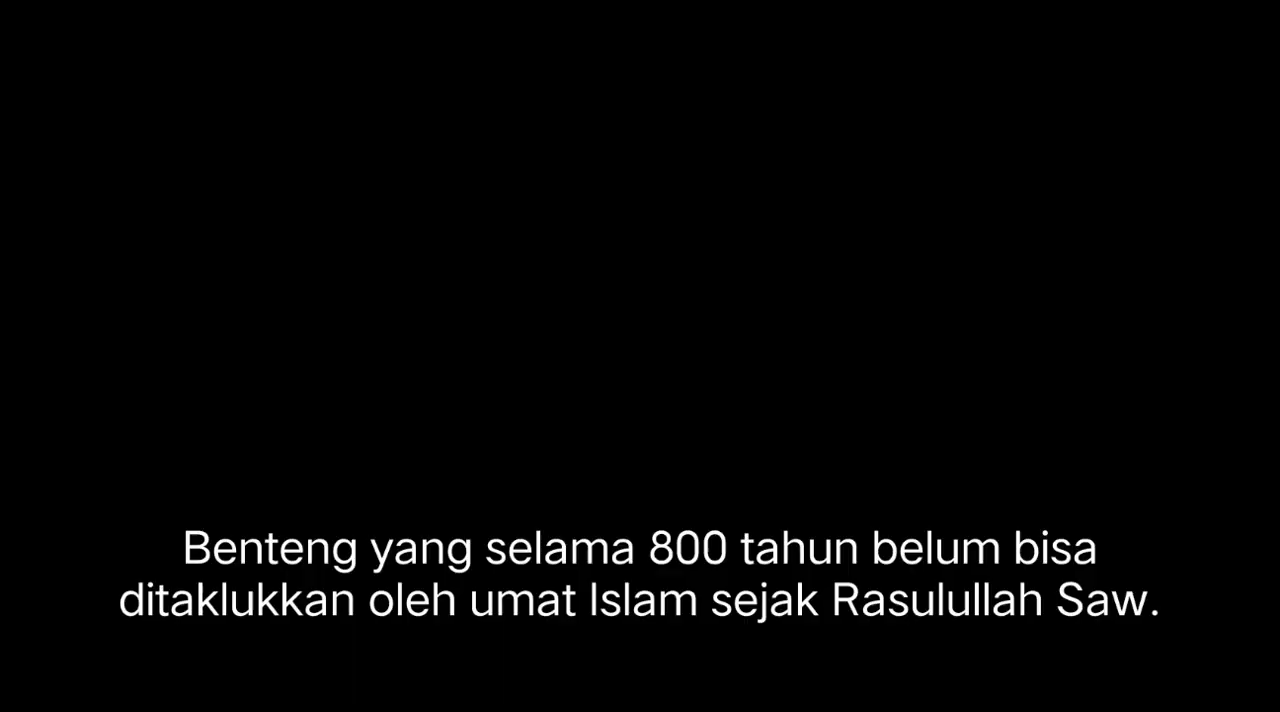 Benteng yang selama 800 tahun belum bisa
ditaklukkan oleh umat Islam sejak Rasulullah Saw.